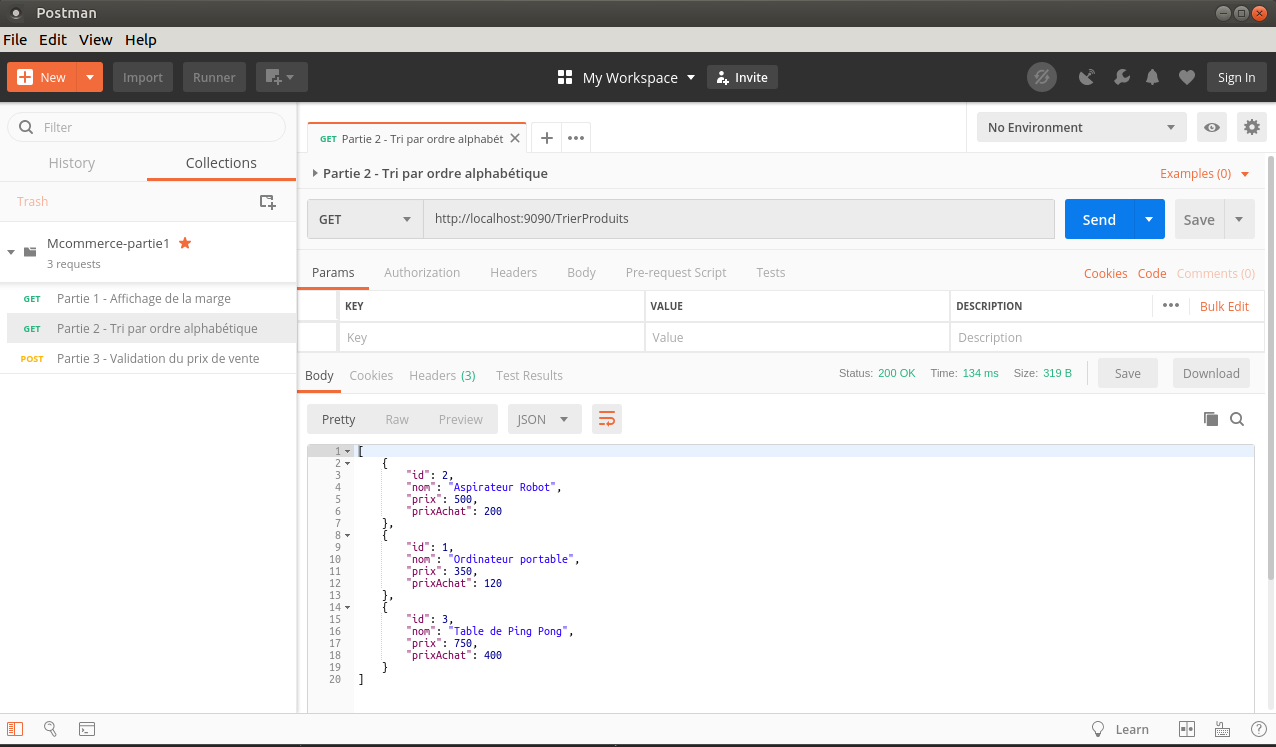 Postman
File Edit View Help
New Import Runner My Workspace Invite Sign In
Filter
History Collections
Trash
Mcommerce-partie1
3 requests
GET Partie 1 - Affichage de la marge
GET Partie 2 - Tri par ordre alphabétique
POST Partie 3 - Validation du prix de vente
GET Partie 2 - Tri par ordre alphabét
No Environment
Partie 2 - Tri par ordre alphabétique Examples (0)
GET http://localhost:9090/TrierProduits Send Save
Params Authorization Headers Body Pre-request Script Tests Cookies Code Comments (0)
KEY VALUE DESCRIPTION ••• Bulk Edit
Key Value Description
Body Cookies Headers (3) Test Results Status: 200 OK Time: 134 ms Size: 319 B Save Download
Pretty Raw Preview JSON
1 [
2 {
3 "id": 2,
4 "nom": "Aspirateur Robot",
5 "prix": 500,
6 "prixAchat": 200
7 },
8 {
9 "id": 1,
10 "nom": "Ordinateur portable",
11 "prix": 350,
12 "prixAchat": 120
13 },
14 {
15 "id": 3,
16 "nom": "Table de Ping Pong",
17 "prix": 750,
18 "prixAchat": 400
19 }
20 ]
Learn